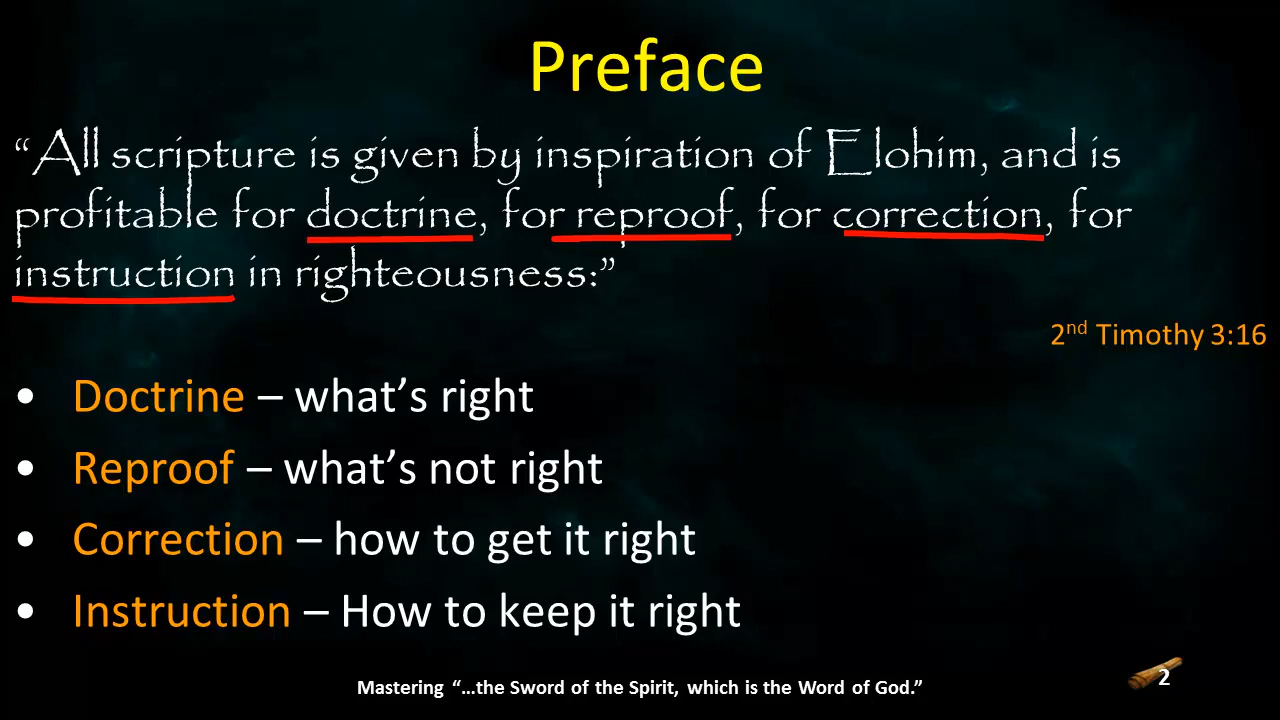 Preface
“All scripture is given by inspiration of Elohim, and is
profitable for doctrine, for reproof, for correction, for
instruction in righteousness:”
2nd Timothy 3:16
• Doctrine – what’s right
• Reproof – what’s not right
• Correction – how to get it right
• Instruction – How to keep it right
Mastering “…the Sword of the Spirit, which is the Word of God.”
2